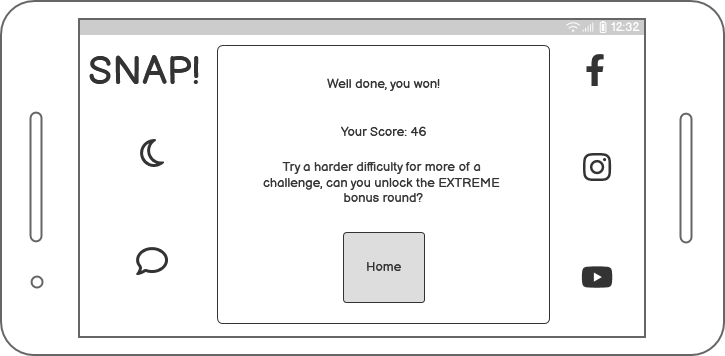 12:32
SNAP!
Well done, you won!
Your Score: 46
Try a harder difficulty for more of a
challenge, can you unlock the EXTREME
bonus round?
Home